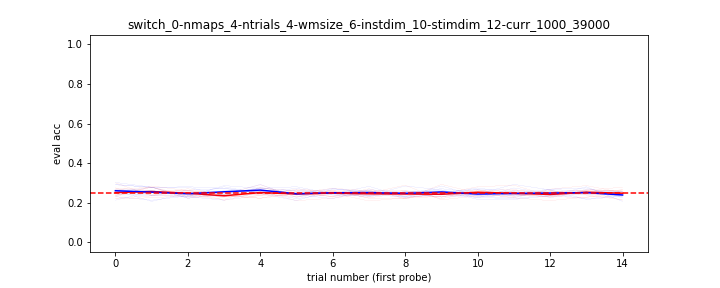 switch_0-nmaps_4-ntrials_4-wmsize_6-instdim_10-stimdim_12-curr_1000_39000
1.0
0.8
0.6
0.4
0.2
0.0
eval acc
0 2 4 6 8 10 12 14
trial number (first probe)